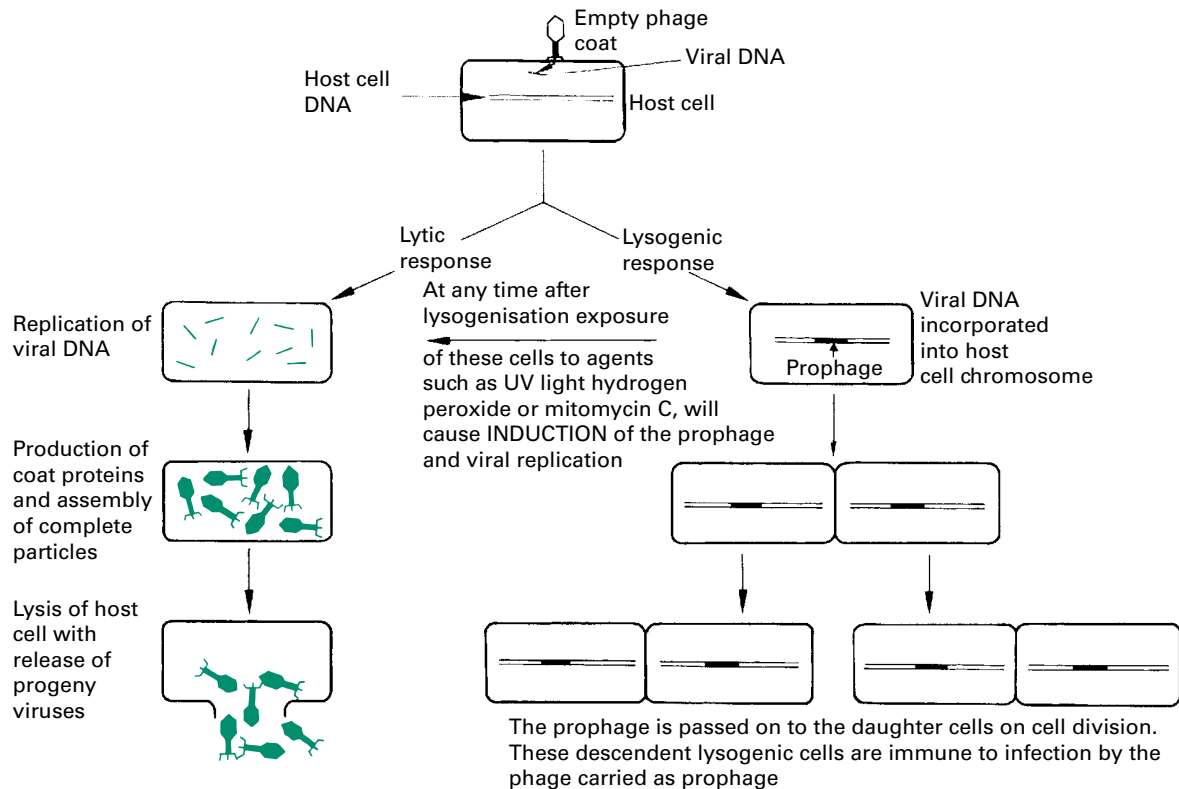 Empty phage
coat
Viral DNA
Host cell
DNA
Host cell
Lytic
response
Lysogenic
response
Replication of
viral DNA
At any time after
lysogenisation exposure
of these cells to agents
such as UV light hydrogen
peroxide or mitomycin C, will
cause INDUCTION of the prophage
and viral replication
Prophage
Viral DNA
incorporated
into host
cell chromosome
Production of
coat proteins
and assembly
of complete
particles
Lysis of host
cell with
release of
progeny
viruses
The prophage is passed on to the daughter cells on cell division.
These descendent lysogenic cells are immune to infection by the
phage carried as prophage